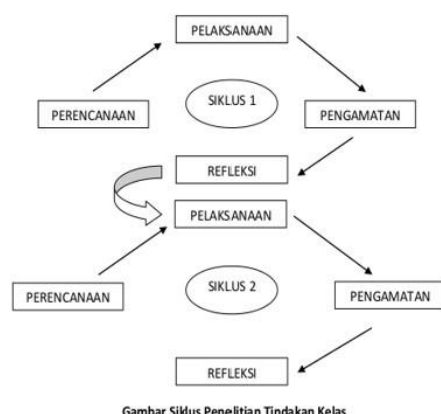 PELAKSANAAN
SIKLUS 1
PERENCANAAN
PENGAMATAN
REFLEKSI
PELAKSANAAN
SIKLUS 2
PERENCANAAN
PENGAMATAN
REFLEKSI
Gambar Siklus Penelitian Tindakan Kelas